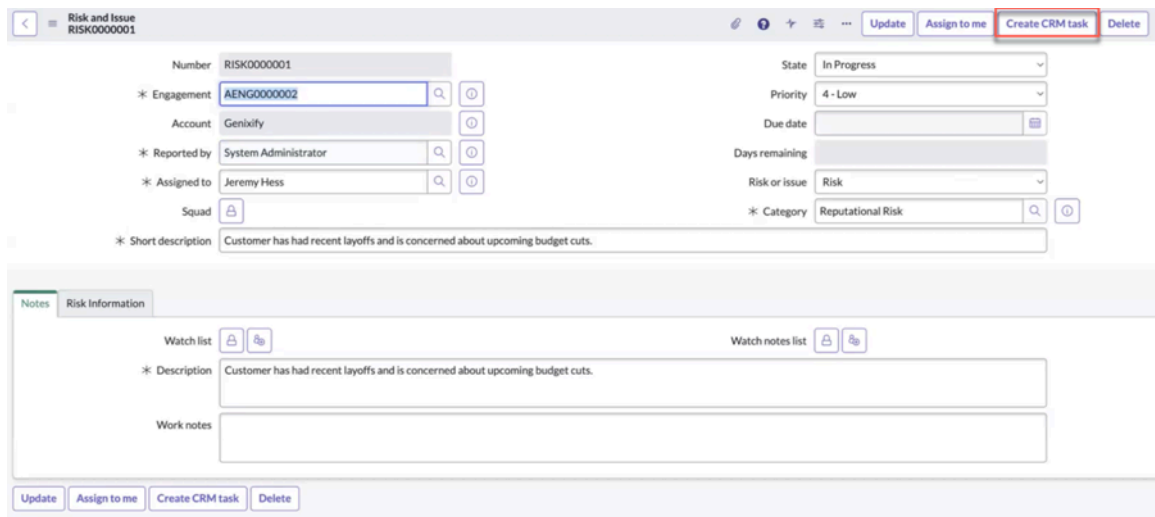 Risk and Issue
RISK0000001
Update Assign to me Create CRM task Delete
Number RISK0000001 State In Progress
* Engagement AENG0000002 Priority 4 - Low
Account Genixify Due date
* Reported by System Administrator Days remaining
* Assigned to Jeremy Hess Risk or issue Risk
Squad * Category Reputational Risk
* Short description Customer has had recent layoffs and is concerned about upcoming budget cuts.
Notes Risk Information
Watch list Watch notes list
* Description Customer has had recent layoffs and is concerned about upcoming budget cuts.
Work notes
Update Assign to me Create CRM task Delete